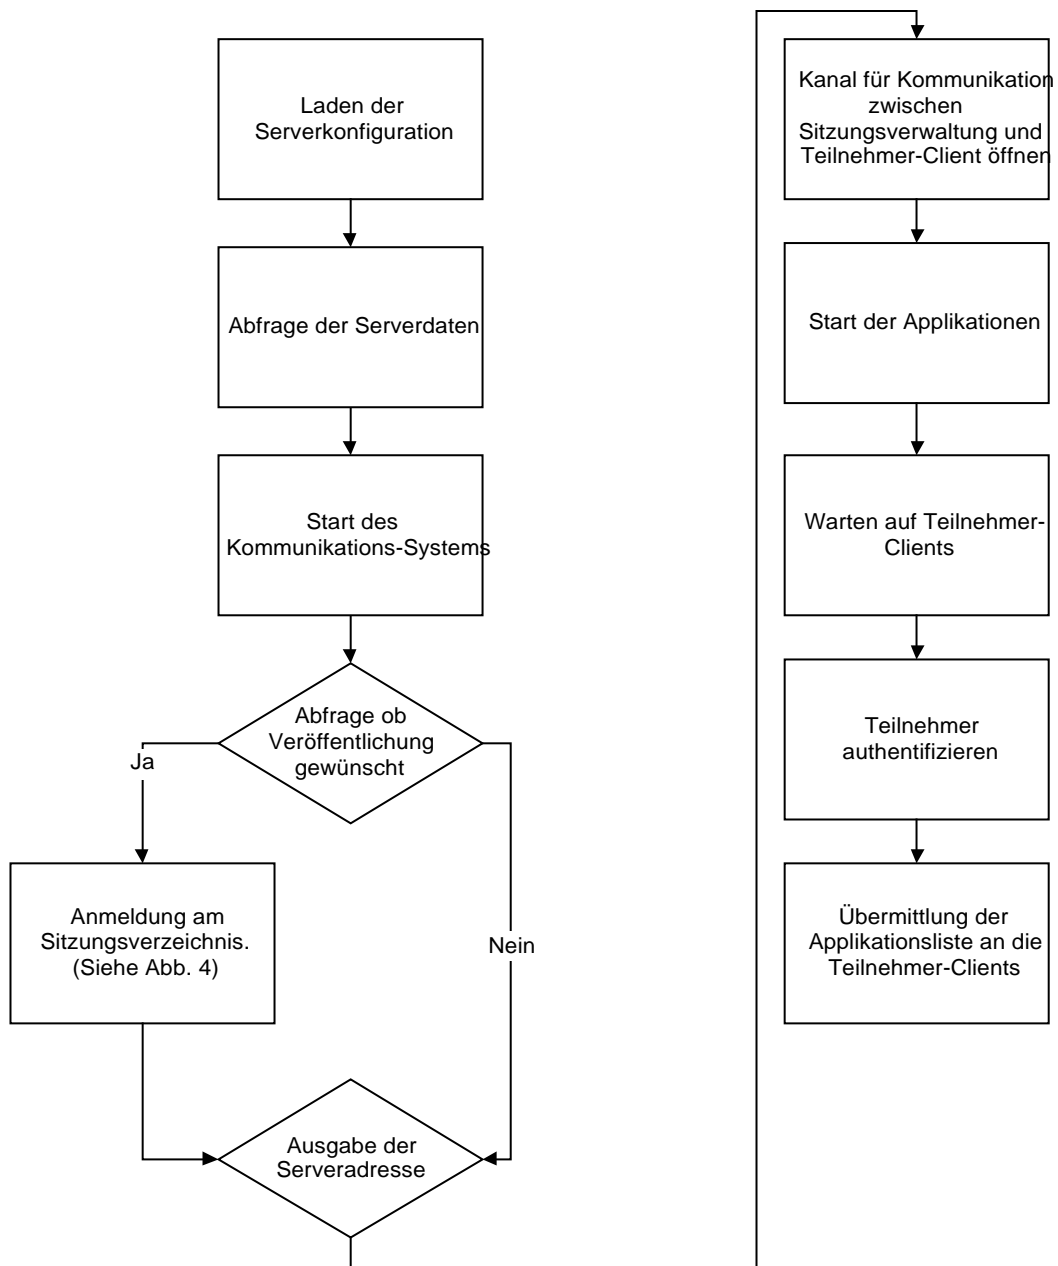 Laden der
Serverkonfiguration
Abfrage der Serverdaten
Start des
Kommunikations-Systems
Abfrage ob
Veröffentlichung
gewünscht
Ja
Nein
Anmeldung am
Sitzungsverzeichnis.
(Siehe Abb. 4)
Ausgabe der
Serveradresse
Kanal für Kommunikation
zwischen
Sitzungsverwaltung und
Teilnehmer-Client öffnen
Start der Applikationen
Warten auf Teilnehmer-
Clients
Teilnehmer
authentifizieren
Übermittlung der
Applikationsliste an die
Teilnehmer-Clients